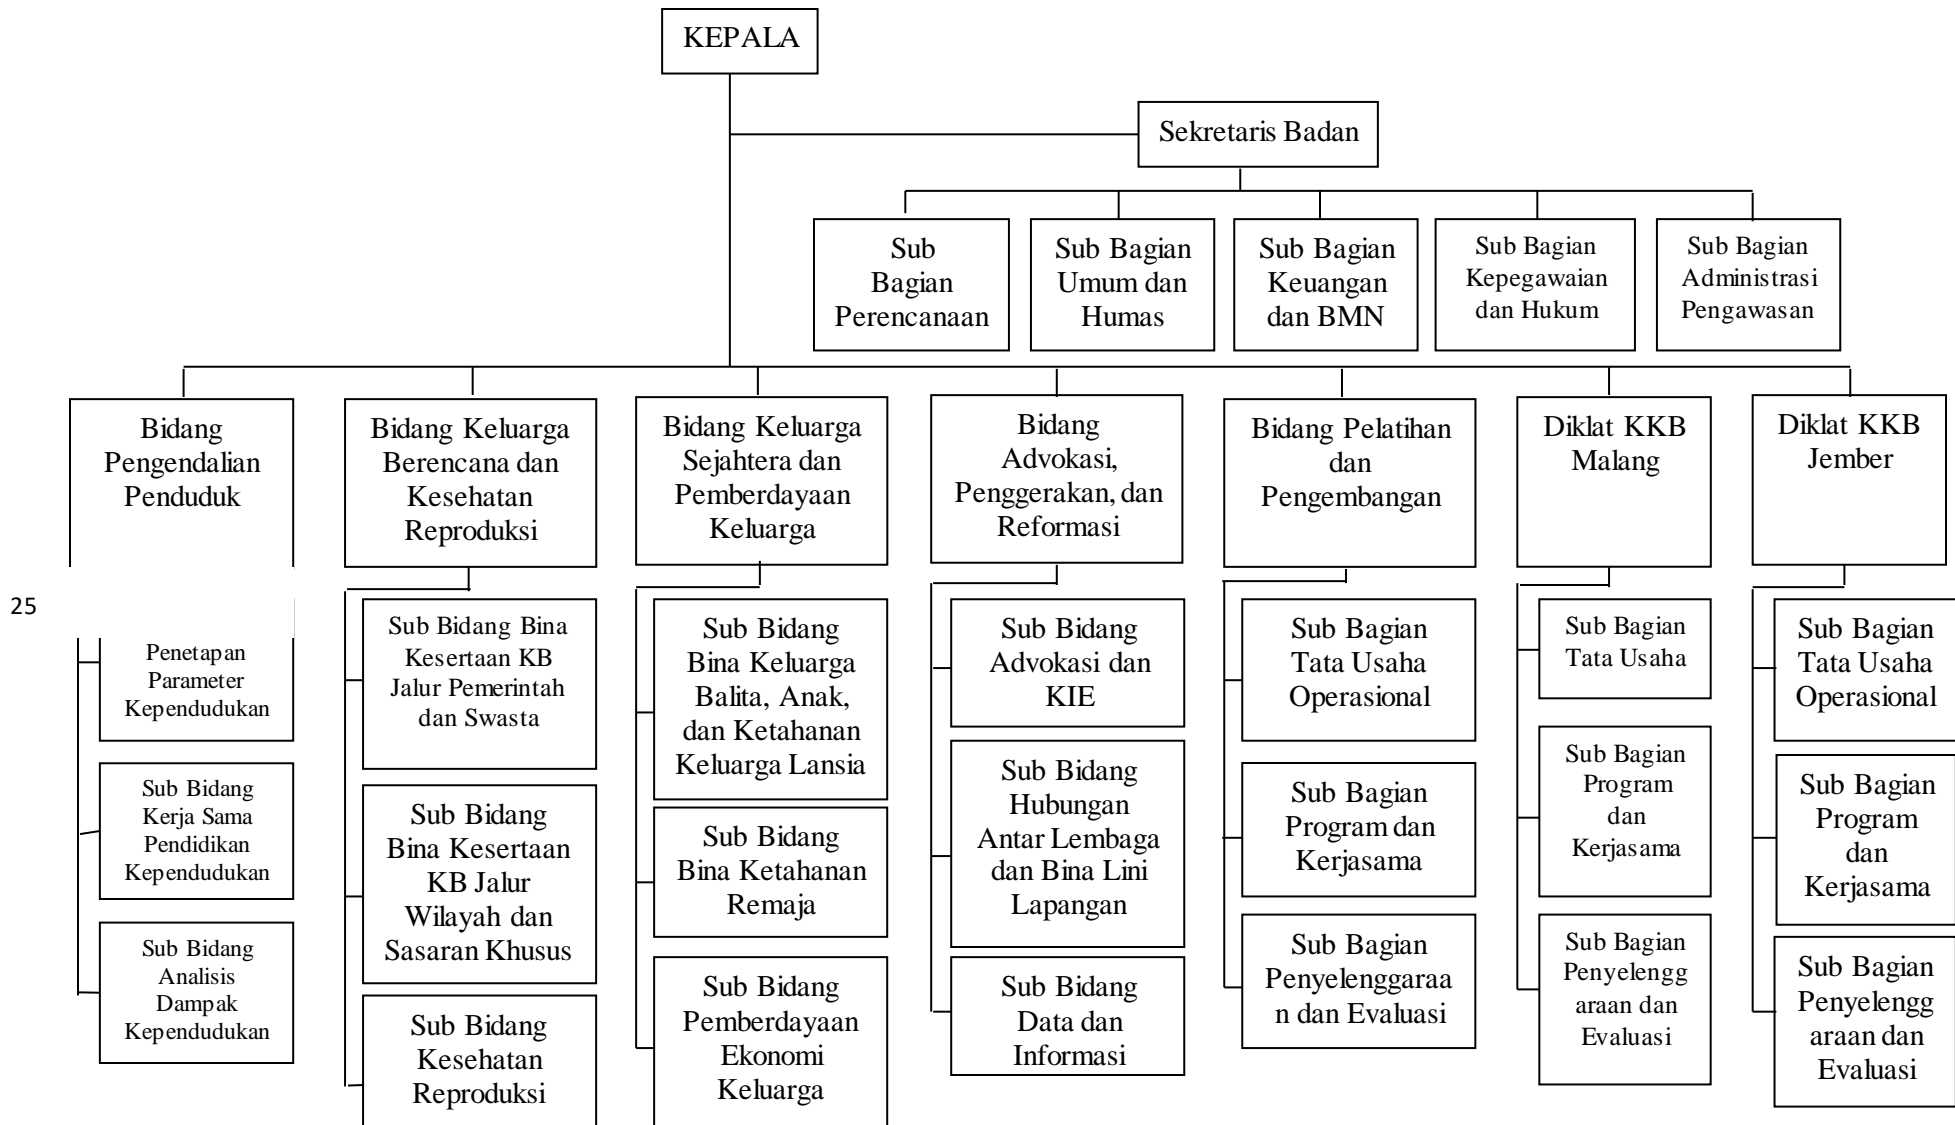 KEPALA
Sekretaris Badan
Sub
Bagian
Perencanaan
Sub Bagian
Umum dan
Humas
Sub Bagian
Keuangan
dan BMN
Sub Bagian
Kepegawaian
dan Hukum
Sub Bagian
Administrasi
Pengawasan
Bidang
Pengendalian
Penduduk
Bidang Keluarga
Berencana dan
Kesehatan
Reproduksi
Bidang Keluarga
Sejahtera dan
Pemberdayaan
Keluarga
Bidang
Advokasi,
Penggerakan, dan
Reformasi
Bidang Pelatihan
dan
Pengembangan
Diklat KKB
Malang
Diklat KKB
Jember
25
Penetapan
Parameter
Kependudukan
Sub Bidang
Kerja Sama
Pendidikan
Kependudukan
Sub Bidang
Analisis
Dampak
Kependudukan
Sub Bidang Bina
Kesertaan KB
Jalur Pemerintah
dan Swasta
Sub Bidang
Bina Kesertaan
KB Jalur
Wilayah dan
Sasaran Khusus
Sub Bidang
Kesehatan
Reproduksi
Sub Bidang
Bina Keluarga
Balita, Anak,
dan Ketahanan
Keluarga Lansia
Sub Bidang
Bina Ketahanan
Remaja
Sub Bidang
Pemberdayaan
Ekonomi
Keluarga
Sub Bidang
Advokasi dan
KIE
Sub Bidang
Hubungan
Antar Lembaga
dan Bina Lini
Lapangan
Sub Bidang
Data dan
Informasi
Sub Bagian
Tata Usaha
Operasional
Sub Bagian
Program dan
Kerjasama
Sub Bagian
Penyelenggaraa
n dan Evaluasi
Sub Bagian
Tata Usaha
Sub Bagian
Program
dan
Kerjasama
Sub Bagian
Penyelengg
araan dan
Evaluasi
Sub Bagian
Tata Usaha
Operasional
Sub Bagian
Program
dan
Kerjasama
Sub Bagian
Penyelengg
araan dan
Evaluasi